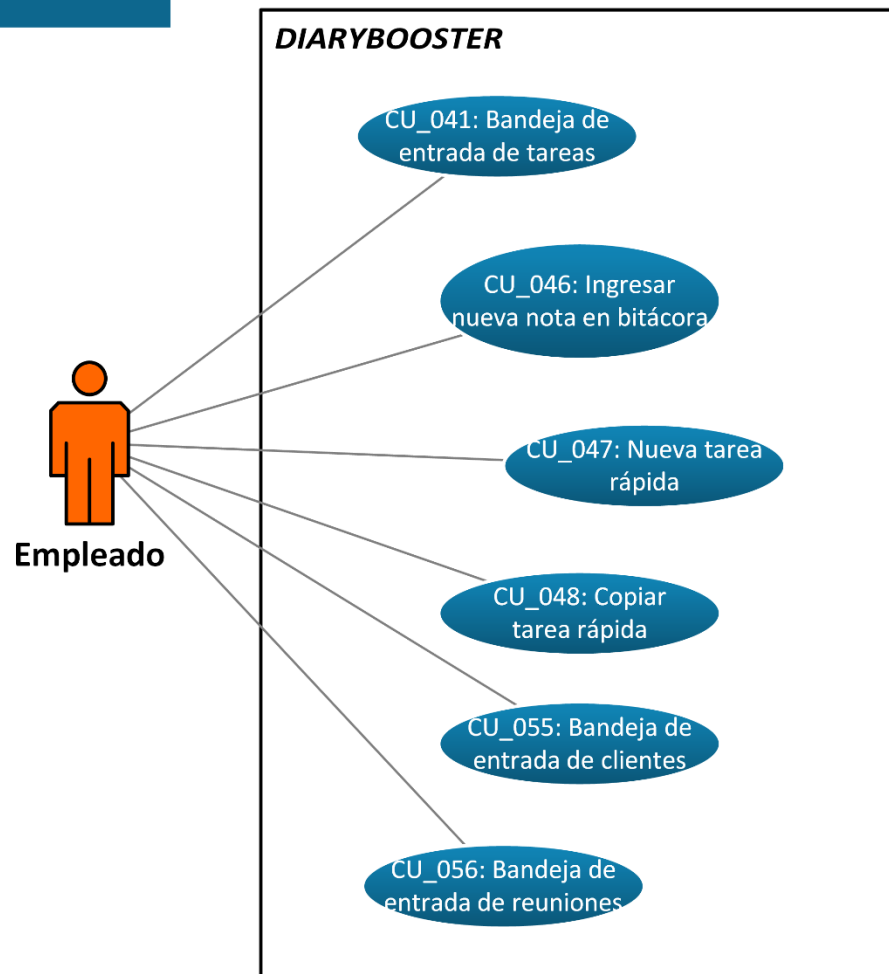 DIARYBOOSTER
CU_041: Bandeja de
entrada de tareas
CU_046: Ingresar
nueva nota en bitácora
CU_047: Nueva tarea
rápida
Empleado
CU_048: Copiar
tarea rápida
CU_055: Bandeja de
entrada de clientes
CU_056: Bandeja de
entrada de reuniones